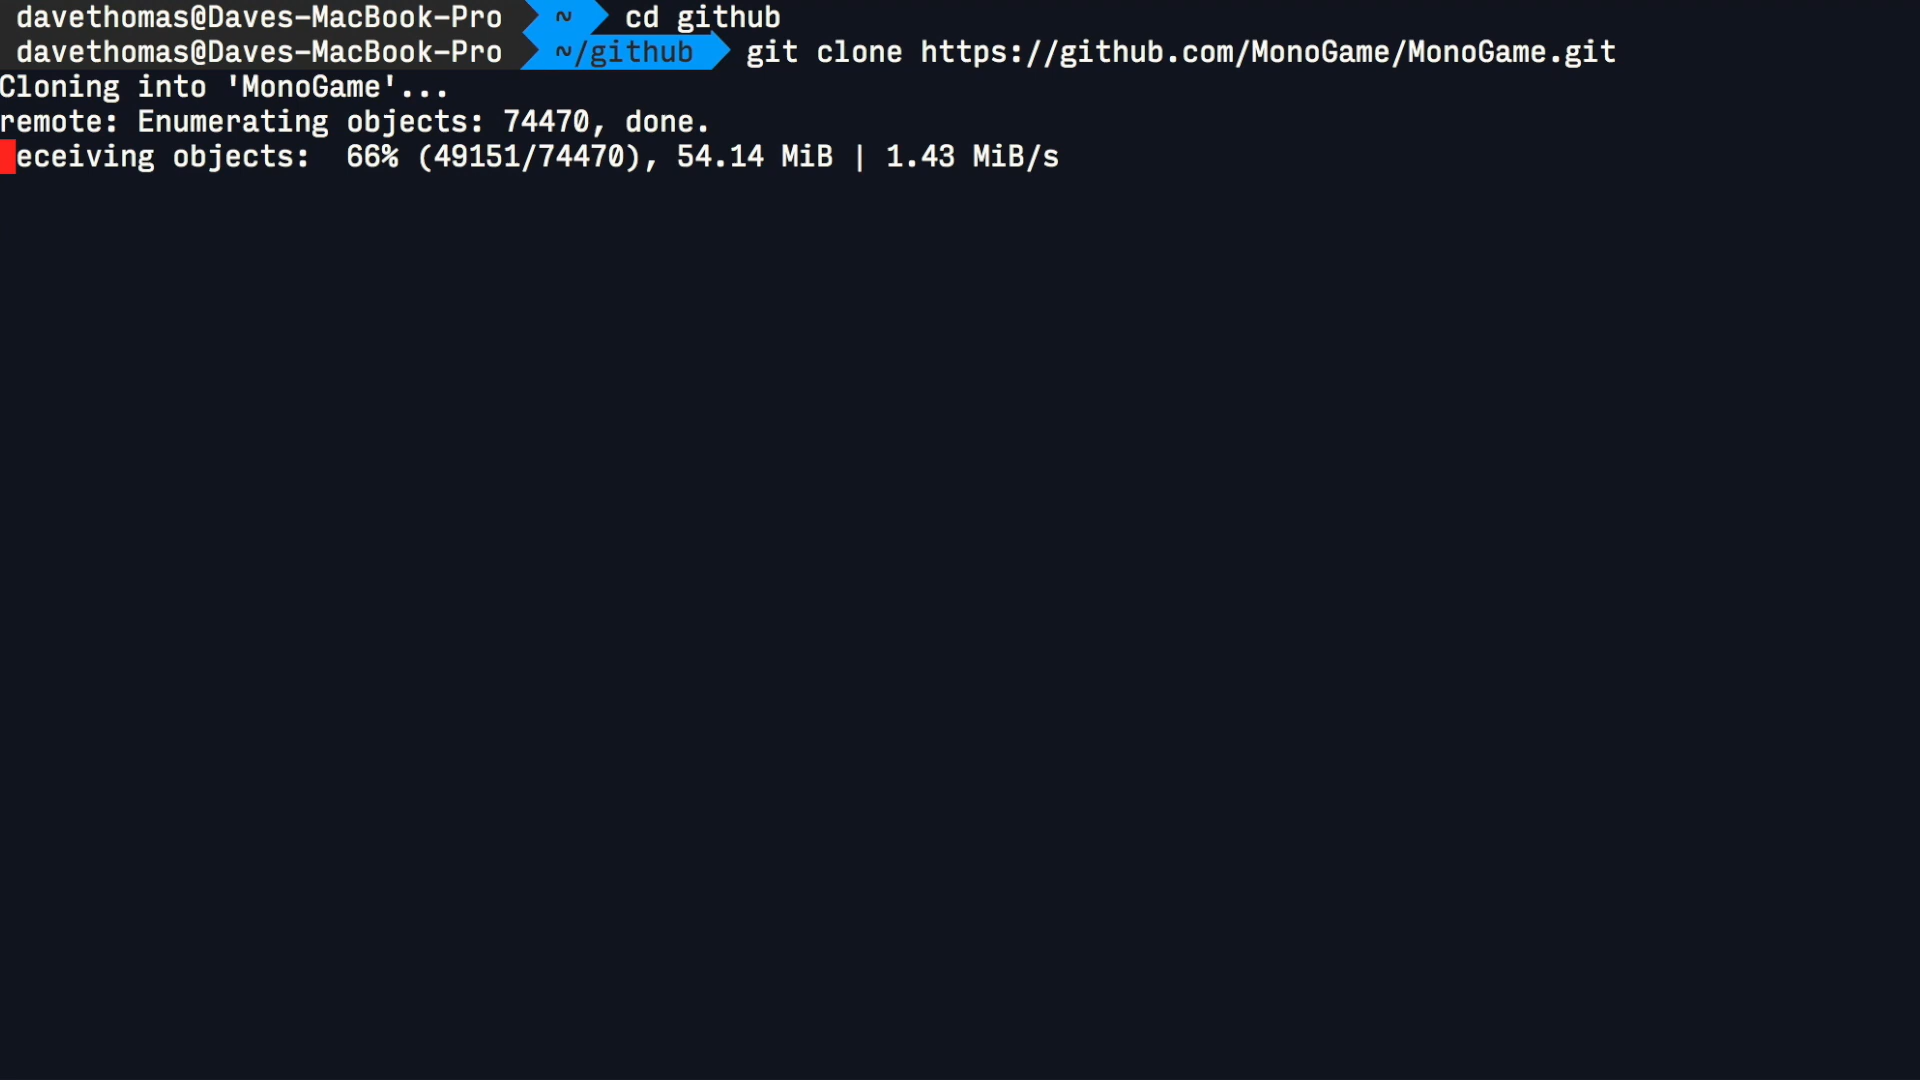 davethomas@Daves-MacBook-Pro ~ cd github
davethomas@Daves-MacBook-Pro ~/github git clone https://github.com/MonoGame/MonoGame.git
Cloning into 'MonoGame'...
remote: Enumerating objects: 74470, done.
eceiving objects:  66% (49151/74470), 54.14 MiB | 1.43 MiB/s